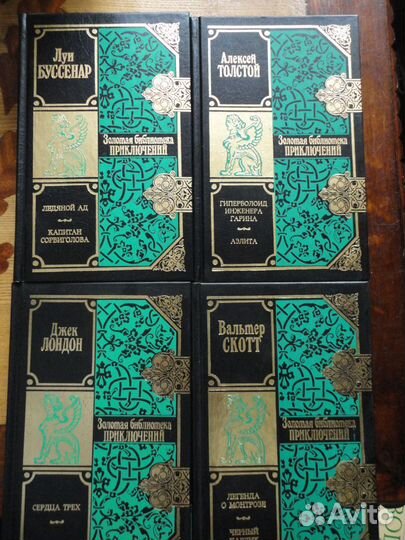 Луи
БУССЕНАР
Золотая библиотека
ПРИКЛЮЧЕНИЙ
ЛЕДЯНОЙ АД
КАПИТАН
СОРВИГОЛОВА
Алексей
ТОЛСТОЙ
Золотая библиотека
ПРИКЛЮЧЕНИЙ
ГИПЕРБОЛОИД
ИНЖЕНЕРА
ГАРИНА
АЭЛИТА
Джек
ЛОНДОН
Золотая библиотека
ПРИКЛЮЧЕНИЙ
СЕРДЦА ТРЕХ
Вальтер
СКОТТ
Золотая библиотека
ПРИКЛЮЧЕНИЙ
ЛЕГЕНДА
О МОНТРОЗЕ
ЧЕРНЫЙ
Avito